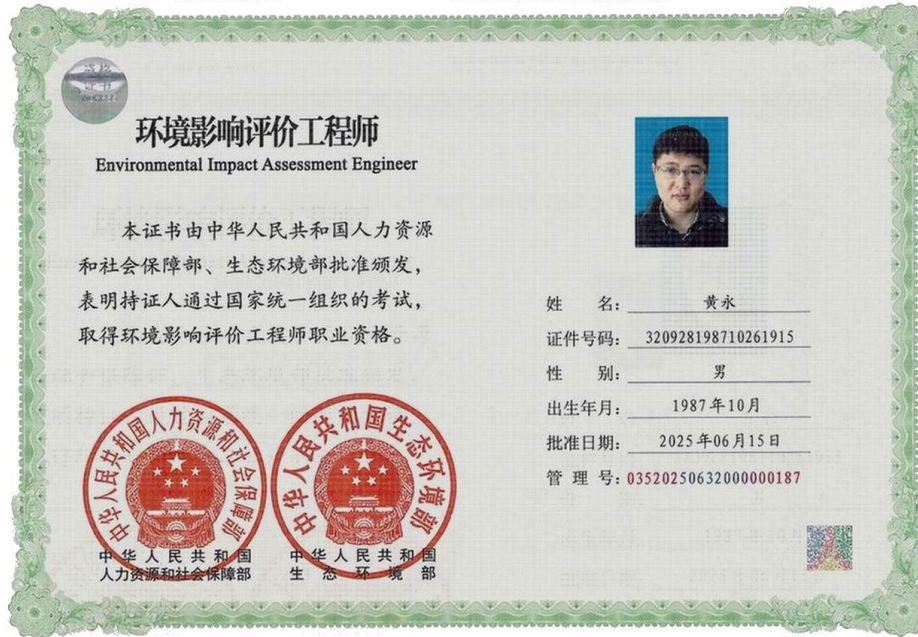 环境影响评价工程师
Environmental Impact Assessment Engineer
本证书由中华人民共和国人力资源
和社会保障部、生态环境部批准颁发，
表明持证人通过国家统一组织的考试，
取得环境影响评价工程师职业资格。
中华人民共和国人力资源和社会保障部
中华人民共和国生态环境部
中华人民共和国
人力资源和社会保障部
中华人民共和国
生态环境部
姓名：黄永
证件号码：320928198710261915
性别：男
出生年月：1987年10月
批准日期：2025年06月15日
管理号：03520250632000000187